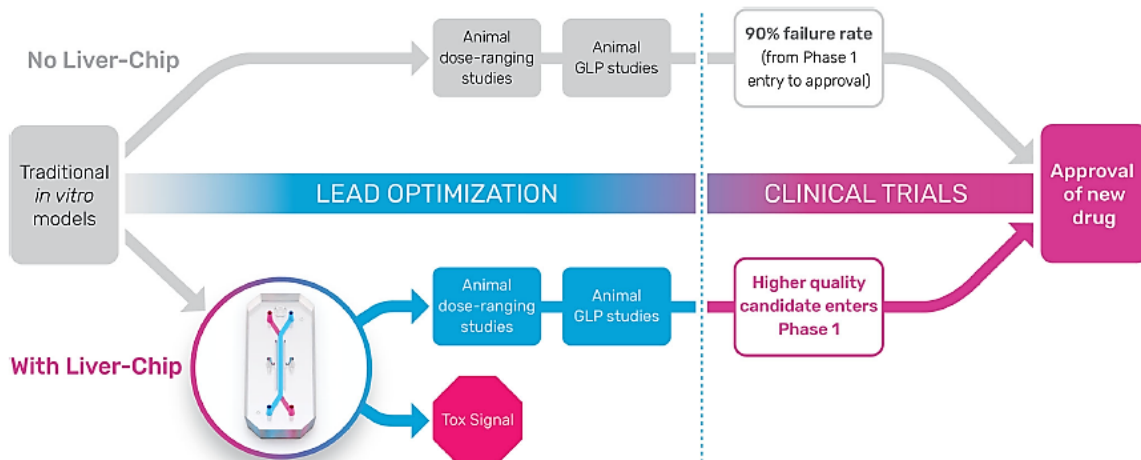 No Liver-Chip
Animal
dose-ranging
studies
Animal
GLP studies
90% failure rate
(from Phase 1
entry to approval)
Traditional
in vitro
models
LEAD OPTIMIZATION
CLINICAL TRIALS
Approval
of new
drug
With Liver-Chip
Animal
dose-ranging
studies
Animal
GLP studies
Higher quality
candidate enters
Phase 1
Tox Signal